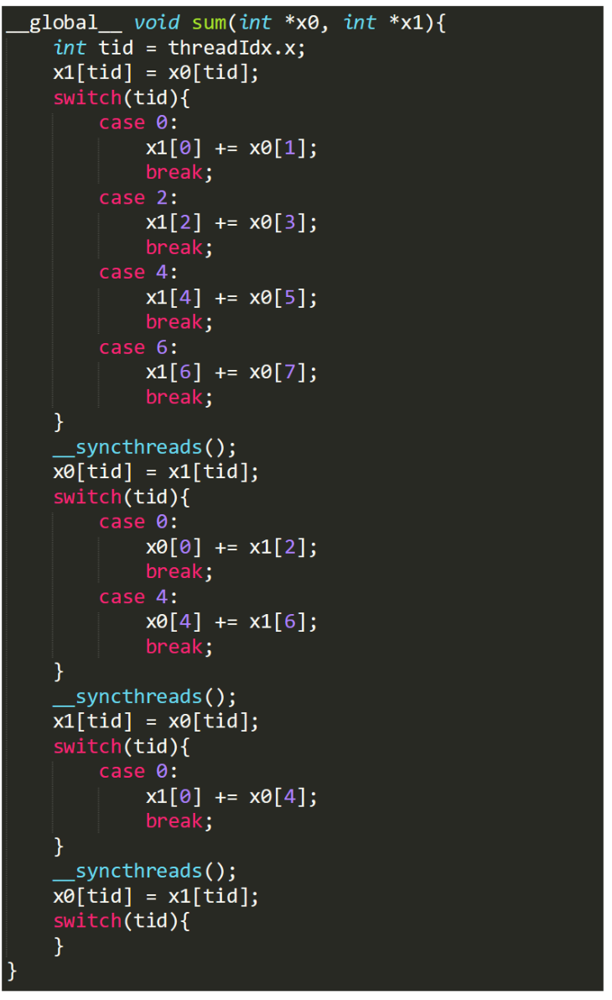 __global__ void sum(int *x0, int *x1){
    int tid = threadIdx.x;
    x1[tid] = x0[tid];
    switch(tid){
        case 0:
            x1[0] += x0[1];
            break;
        case 2:
            x1[2] += x0[3];
            break;
        case 4:
            x1[4] += x0[5];
            break;
        case 6:
            x1[6] += x0[7];
            break;
    }
    __syncthreads();
    x0[tid] = x1[tid];
    switch(tid){
        case 0:
            x0[0] += x1[2];
            break;
        case 4:
            x0[4] += x1[6];
            break;
    }
    __syncthreads();
    x1[tid] = x0[tid];
    switch(tid){
        case 0:
            x1[0] += x0[4];
            break;
    }
    __syncthreads();
    x0[tid] = x1[tid];
    switch(tid){
    }
}